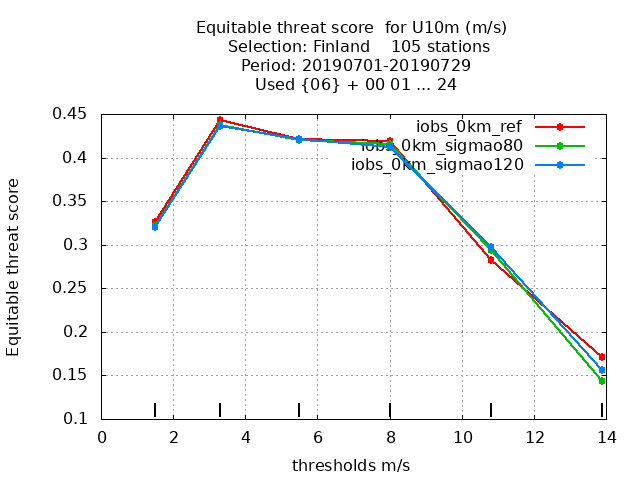 Equitable threat score  for U10m (m/s)
Selection: Finland    105 stations
Period: 20190701-20190729
Used {06} + 00 01 ... 24
Equitable threat score
0.45
0.4
0.35
0.3
0.25
0.2
0.15
0.1
iobs_0km_ref
iobs_0km_sigmao80
iobs_0km_sigmao120
0 2 4 6 8 10 12 14
thresholds m/s